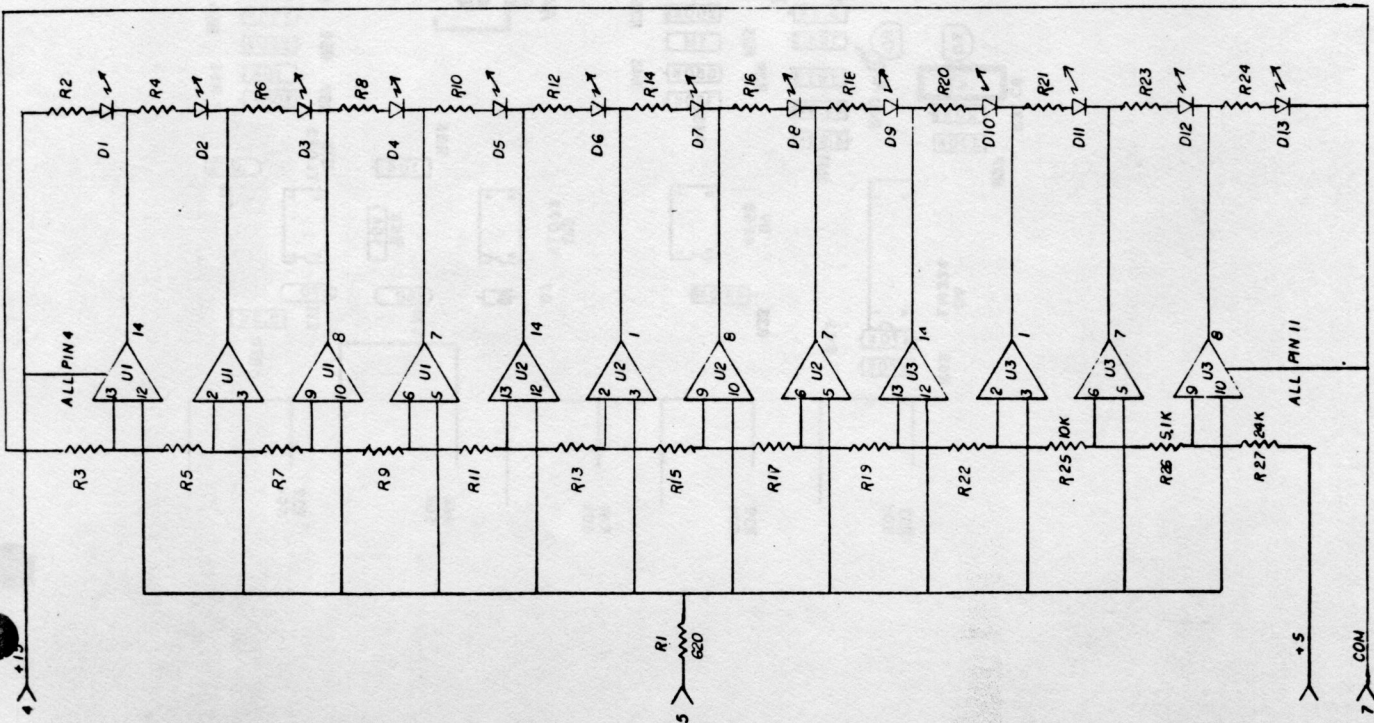 R2
R4
R6
R8
R10
R12
R14
R16
R18
R20
R21
R23
R24
D1
D2
D3
D4
D5
D6
D7
D8
D9
D10
D11
D12
D13
ALL PIN 4
13 U1 12 14
2 U1 3
9 U1 10 8
6 U1 5 7
13 U2 12 14
2 U2 3 1
9 U2 10 8
6 U2 5 7
13 U3 12 14
2 U3 3 1
6 U3 5 7
9 U3 10 8
ALL PIN 11
R3
R5
R7
R9
R11
R13
R15
R17
R19
R22
R25 10K
R26 5.1K
R27 24K
R1
620
4 +15
5
+5
7 COM